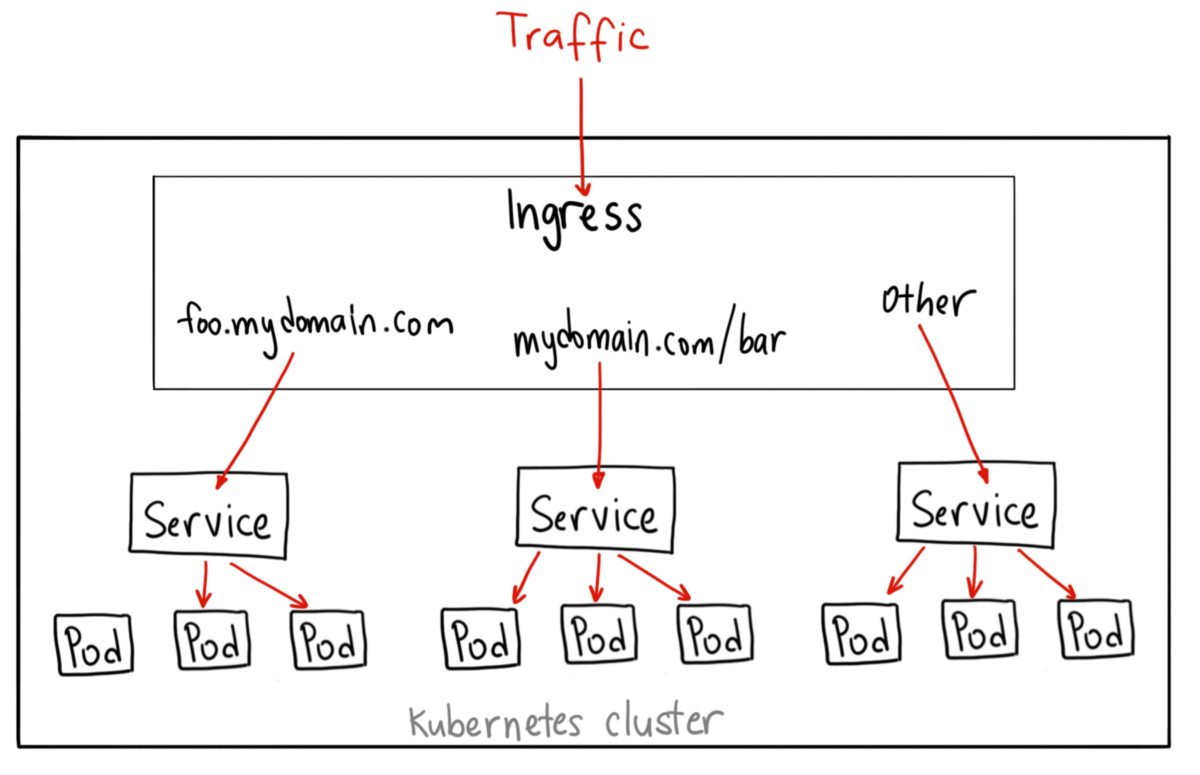 Traffic
Ingress
foo.mydomain.com
mydomain.com/bar
Other
Service
Service
Service
Pod
Pod
Pod
Pod
Pod
Pod
Pod
Pod
Pod
Kubernetes cluster